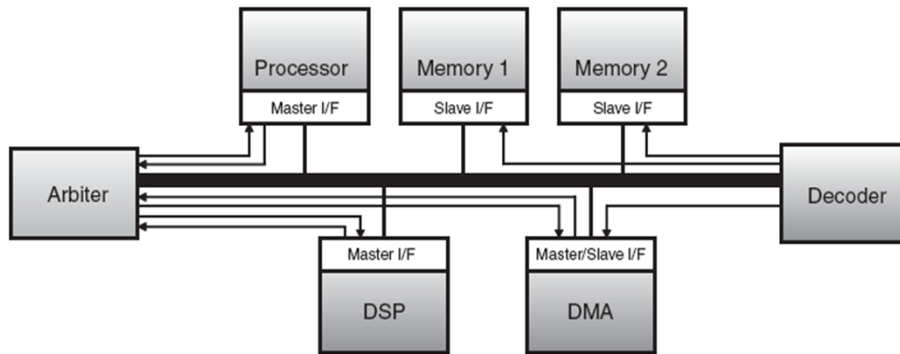 Processor
Memory 1
Memory 2
Master I/F
Slave I/F
Slave I/F
Arbiter
Decoder
Master I/F
Master/Slave I/F
DSP
DMA